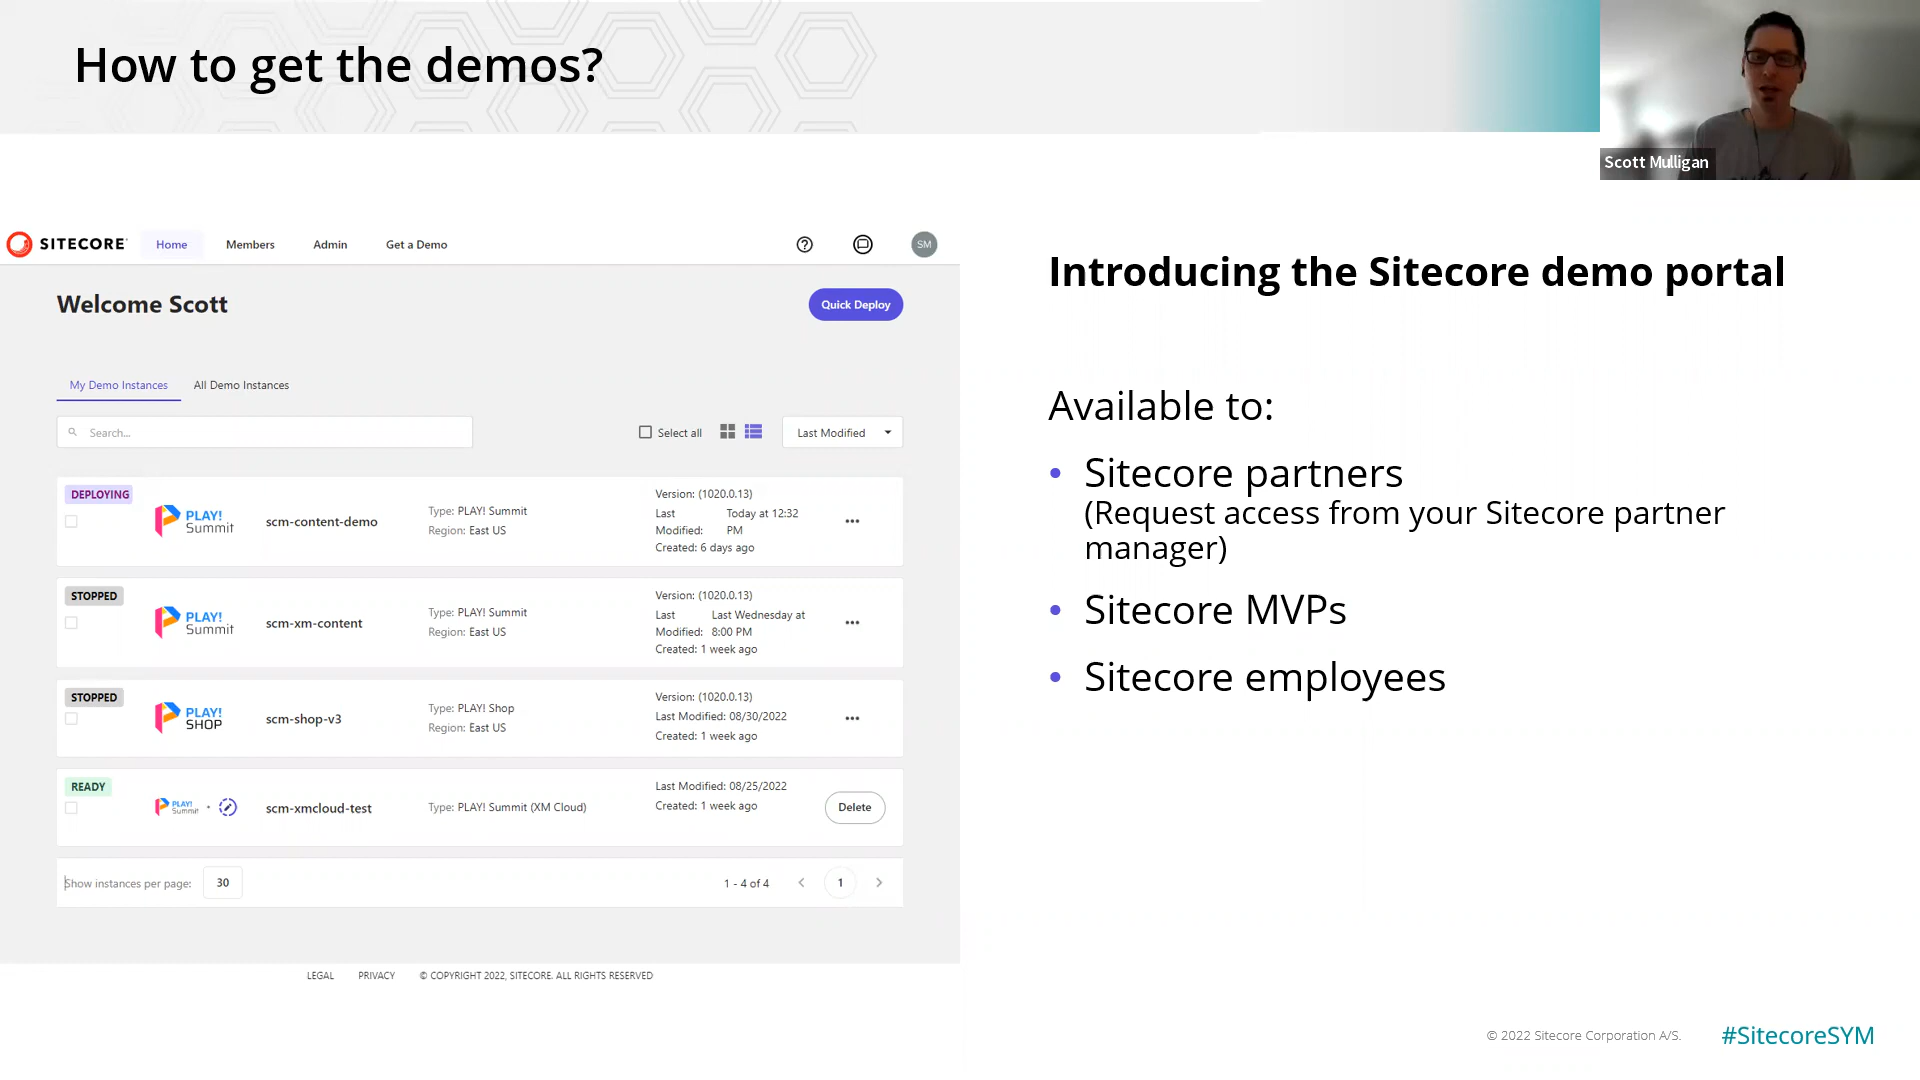 How to get the demos?
Scott Mulligan
SITECORE
Home
Members
Admin
Get a Demo
SM
Welcome Scott
Quick Deploy
My Demo Instances
All Demo Instances
Search...
Select all
Last Modified
DEPLOYING
PLAY!
Summit
scm-content-demo
Type: PLAY! Summit
Region: East US
Version: (1020.0.13)
Last Modified: Today at 12:32 PM
Created: 6 days ago
STOPPED
PLAY!
Summit
scm-xm-content
Type: PLAY! Summit
Region: East US
Version: (1020.0.13)
Last Modified: Last Wednesday at 8:00 PM
Created: 1 week ago
STOPPED
PLAY!
SHOP
scm-shop-v3
Type: PLAY! Shop
Region: East US
Version: (1020.0.13)
Last Modified: 08/30/2022
Created: 1 week ago
READY
PLAY!
Summit
scm-xmcloud-test
Type: PLAY! Summit (XM Cloud)
Last Modified: 08/25/2022
Created: 1 week ago
Delete
Show instances per page: 30
1 - 4 of 4
1
LEGAL
PRIVACY
© COPYRIGHT 2022, SITECORE. ALL RIGHTS RESERVED
Introducing the Sitecore demo portal
Available to:
• Sitecore partners
(Request access from your Sitecore partner
manager)
• Sitecore MVPs
• Sitecore employees
© 2022 Sitecore Corporation A/S.
#SitecoreSYM